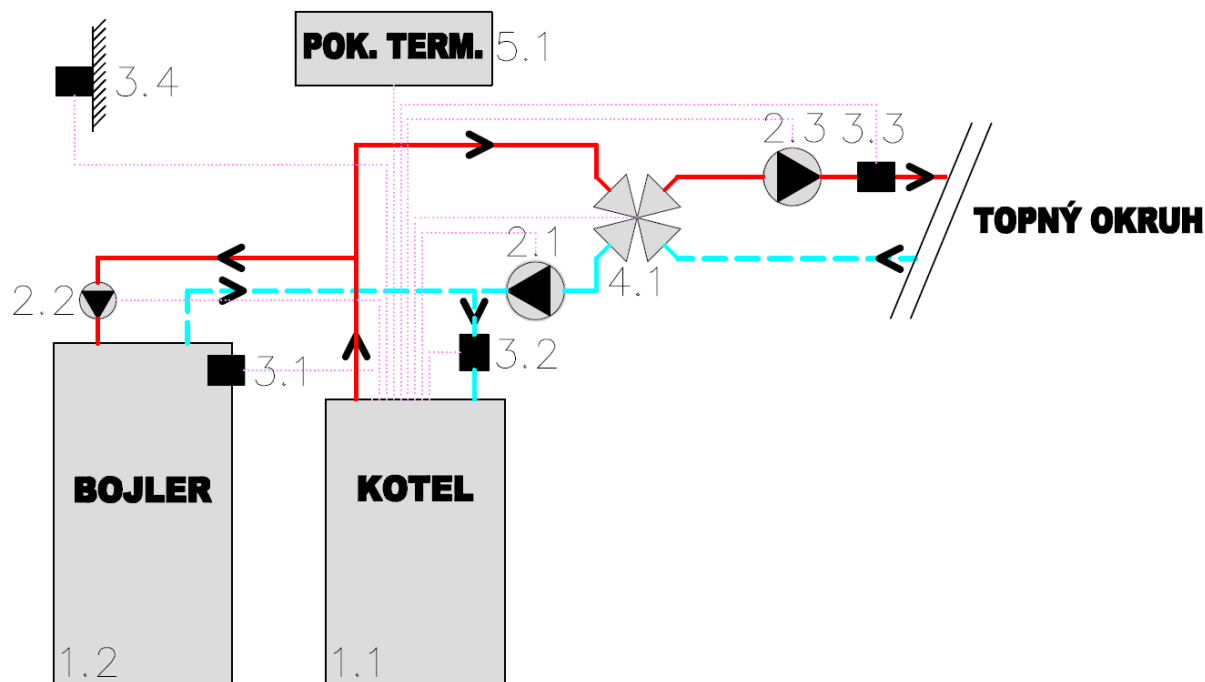 POK. TERM. 5.1
3.4
2.3 3.3
TOPNÝ OKRUH
2.1
4.1
2.2
3.1
3.2
BOJLER
KOTEL
1.2
1.1